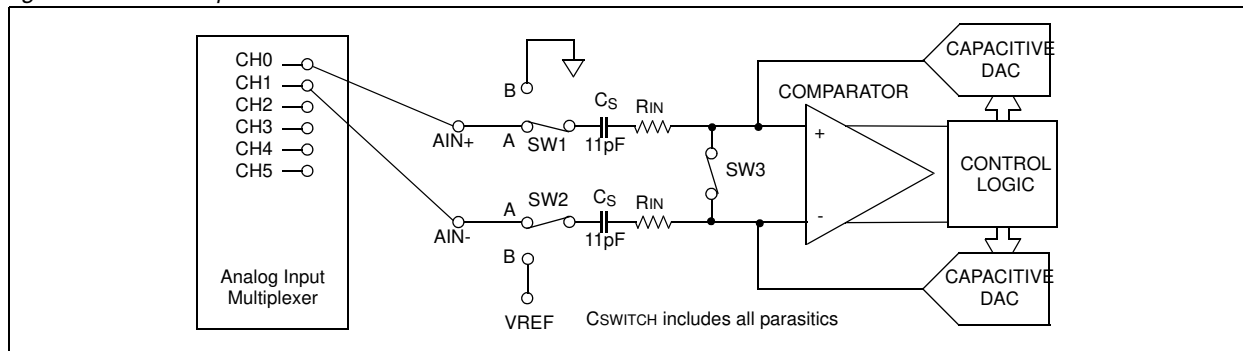 CH0
CH1
CH2
CH3
CH4
CH5
Analog Input
Multiplexer
AIN+
AIN-
B
A
SW1
CS
11pF
RIN
SW2
A
CS
11pF
RIN
B
VREF
SW3
COMPARATOR
+
-
CAPACITIVE
DAC
CONTROL
LOGIC
CAPACITIVE
DAC
CSWITCH includes all parasitics